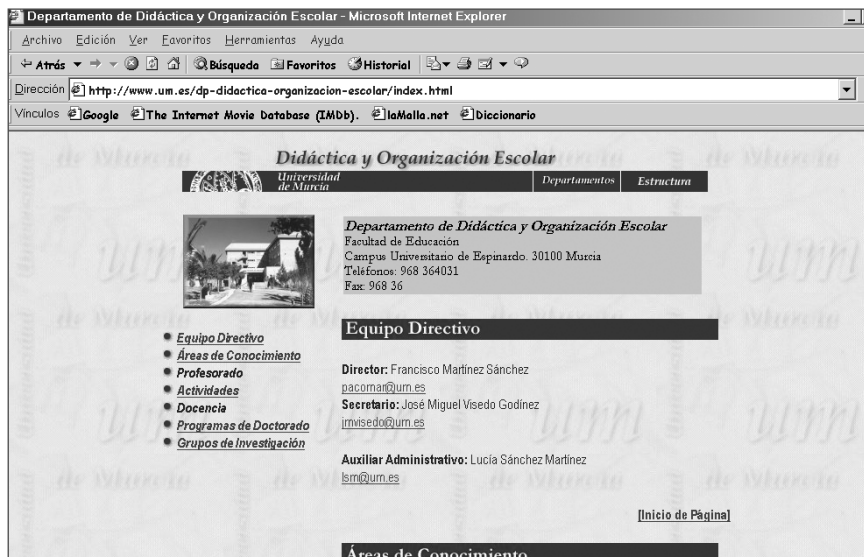 Departamento de Didáctica y Organización Escolar - Microsoft Internet Explorer
Archivo Edición Ver Favoritos Herramientas Ayuda
Atrás Búsqueda Favoritos Historial
Dirección http://www.um.es/dp-didactica-organizacion-escolar/index.html
Vínculos Google The Internet Movie Database (IMDb). laMalla.net Diccionario
Didáctica y Organización Escolar
Universidad
de Murcia
Departamentos Estructura
Departamento de Didáctica y Organización Escolar
Facultad de Educación
Campus Universitario de Espinardo. 30100 Murcia
Teléfonos: 968 364031
Fax: 968 36
Equipo Directivo
Áreas de Conocimiento
Profesorado
Actividades
Docencia
Programas de Doctorado
Grupos de Investigación
Equipo Directivo
Director: Francisco Martínez Sánchez
pacomar@um.es
Secretario: José Miguel Visedo Godínez
jmvisedo@um.es
Auxiliar Administrativo: Lucía Sánchez Martínez
lsm@um.es
[Inicio de Página]
Áreas de Conocimiento